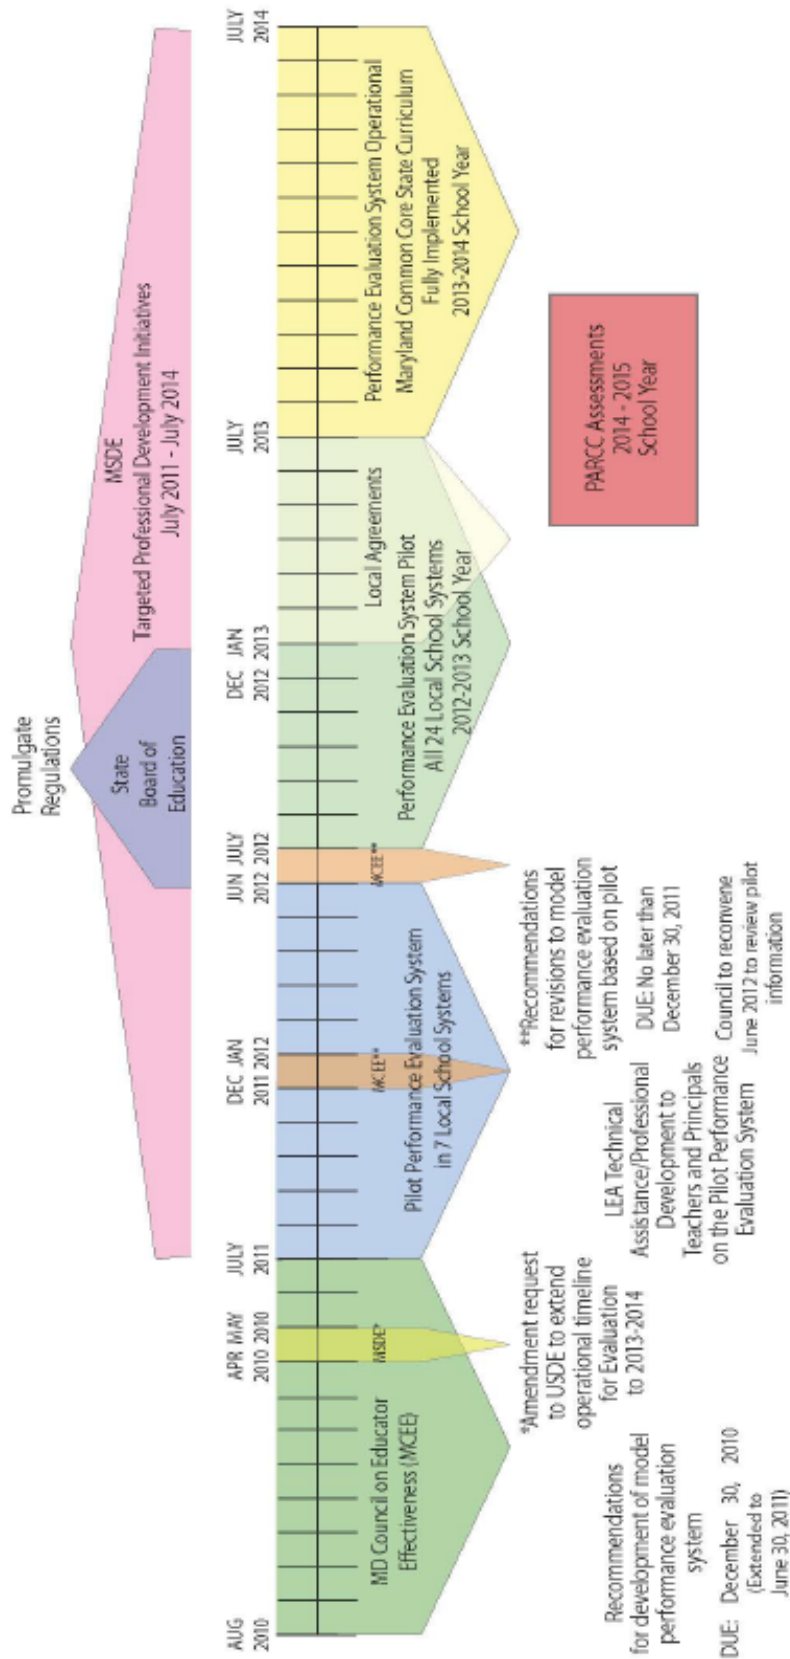 Promulgate
Regulations
MSDE
Targeted Professional Development Initiatives
July 2011 - July 2014
State
Board of
Education
AUG
2010
APR MAY
2010 2010
JULY
2011
DEC JAN
2011 2012
JUN JULY
2012 2012
DEC JAN
2012 2013
JULY
2013
JULY
2014
MD Council on Educator
Effectiveness (MCEE)
MSDE*
Pilot Performance Evaluation System
in 7 Local School Systems
MCEE**
MCEE**
Performance Evaluation System Pilot
All 24 Local School Systems
2012-2013 School Year
Local Agreements
Performance Evaluation System Operational
Maryland Common Core State Curriculum
Fully Implemented
2013-2014 School Year
Recommendations
for development of model
performance evaluation
system
DUE: December 30, 2010
(Extended to
June 30, 2011)
*Amendment request
to USDE to extend
operational timeline
for Evaluation
to 2013-2014
LEA Technical
Assistance/Professional
Development to
Teachers and Principals
on the Pilot Performance
Evaluation System
**Recommendations
for revisions to model
performance evaluation
system based on pilot
DUE: No later than
December 30, 2011
Council to reconvene
June 2012 to review pilot
information
PARCC Assessments
2014 - 2015
School Year